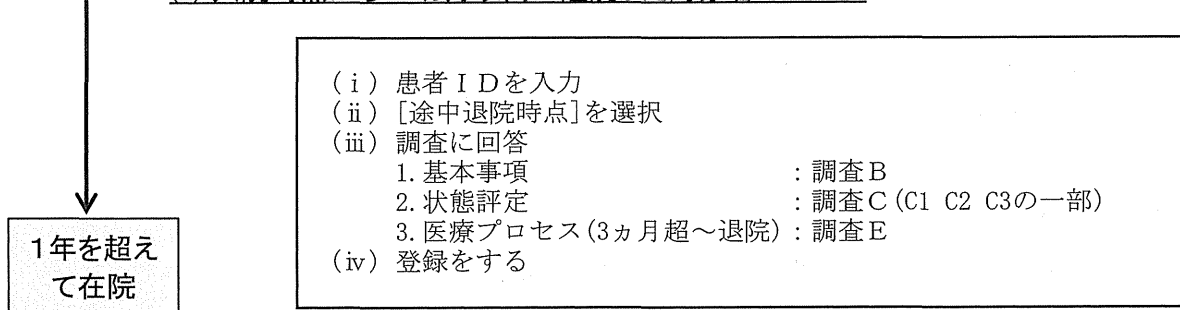 (i) 患者IDを入力
(ii) [途中退院時点]を選択
(iii) 調査に回答
1.基本事項 : 調査B
2.状態評定 : 調査C(C1 C2 C3の一部)
3.医療プロセス(3ヵ月超～退院) : 調査E
(iv) 登録をする
1年を超え
て在院